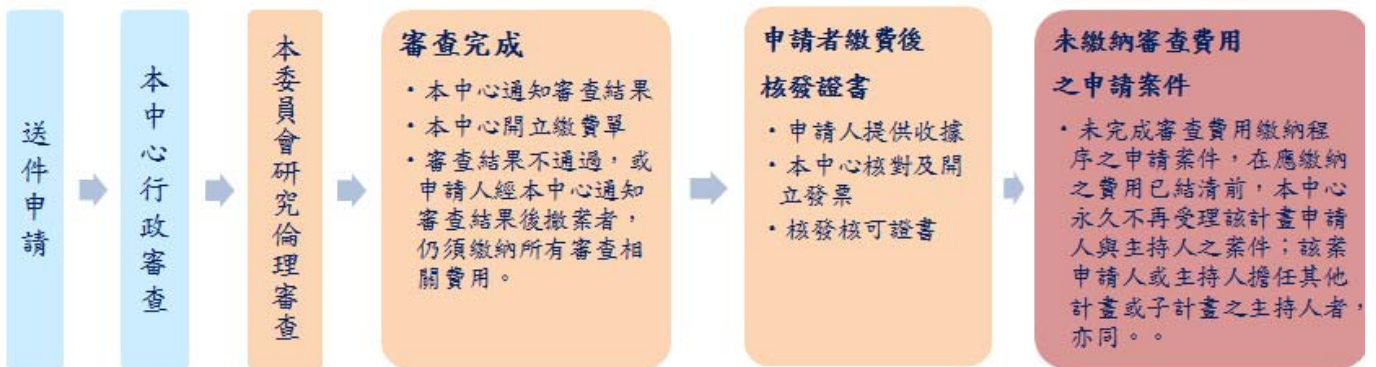 送件申請
本中心行政審查
本委員會研究倫理審查
審查完成
・本中心通知審查結果
・本中心開立繳費單
・審查結果不通過，或
申請人經本中心通知
審查結果後撤案者，
仍須繳納所有審查相
關費用。
申請者繳費後
核發證書
・申請人提供收據
・本中心核對及開
立發票
・核發核可證書
未繳納審查費用
之申請案件
・未完成審查費用繳納程
序之申請案件，在應繳納
之費用已結清前，本中心
永久不再受理該計畫申請
人與主持人之案件；該案
申請人或主持人擔任其他
計畫或子計畫之主持人者，
亦同。。